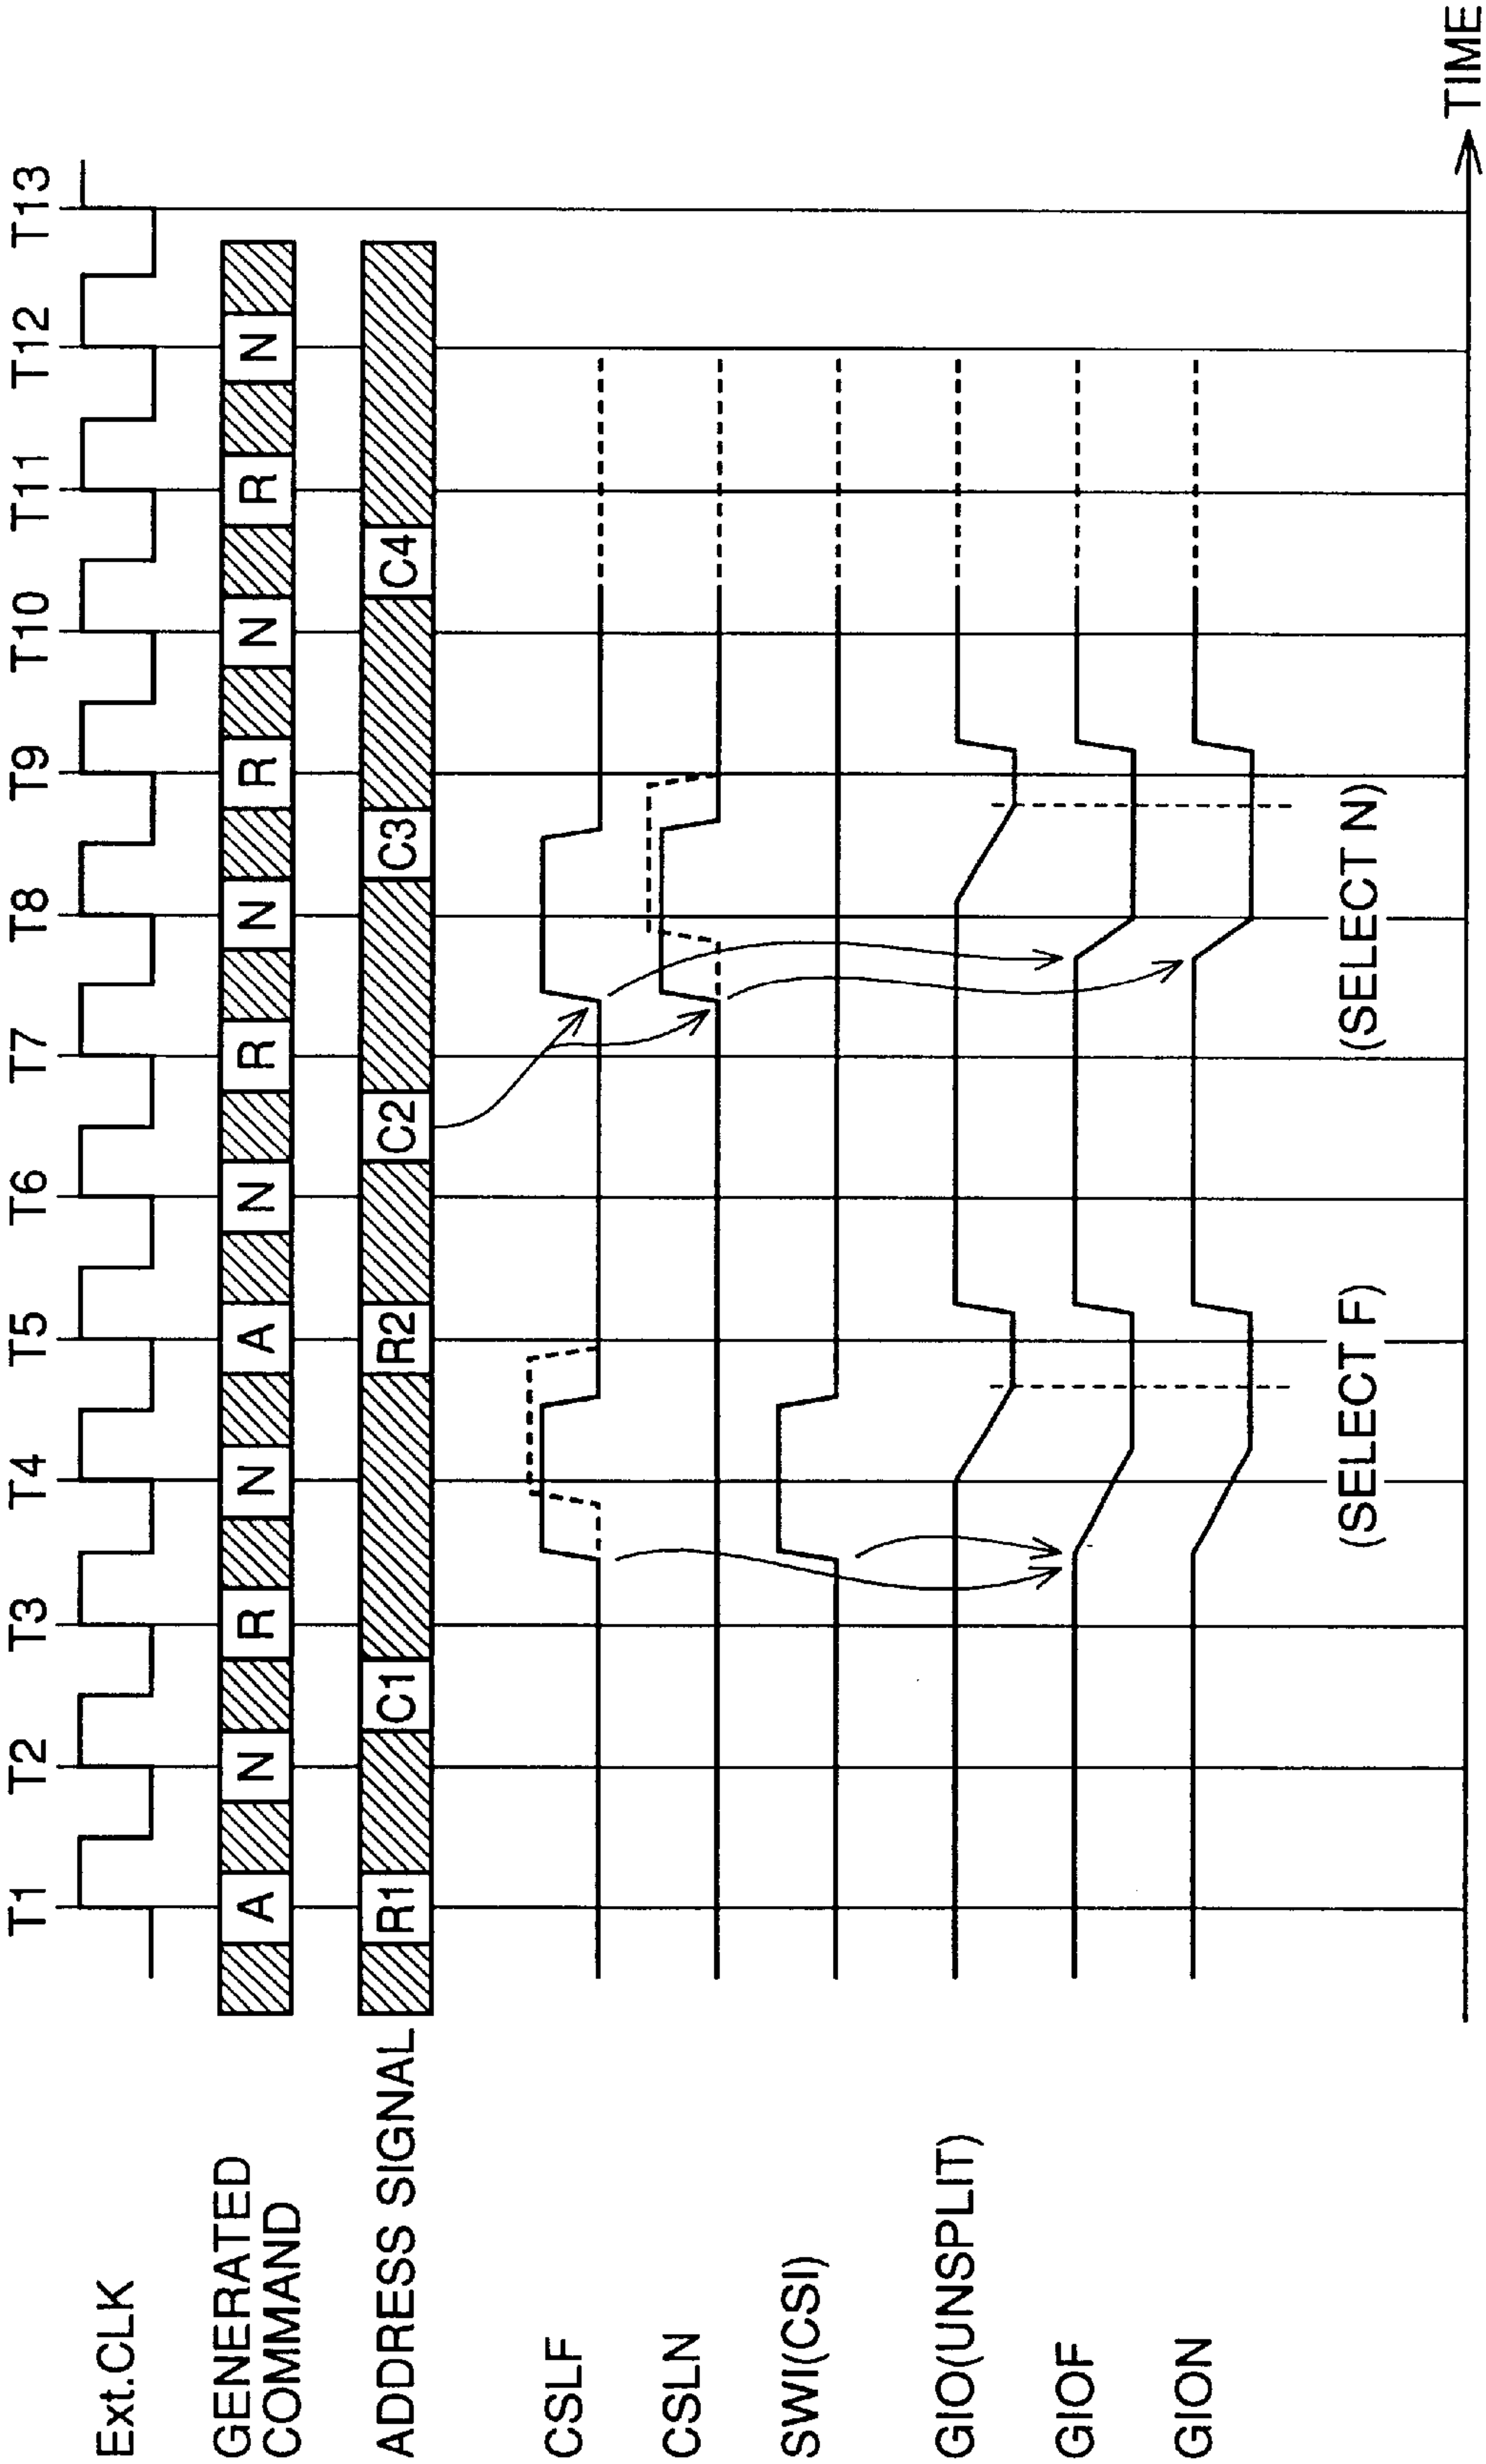 T1 T2 T3 T4 T5 T6 T7 T8 T9 T10 T11 T12 T13
Ext.CLK
GENERATED
COMMAND
A N R N A N R N R N R N
ADDRESS SIGNAL
R1 C1 R2 C2 C3 C4
CSLF
CSLN
SWI(CSI)
GIO(UNSPLIT)
GIOF
GION
(SELECT F) (SELECT N)
TIME